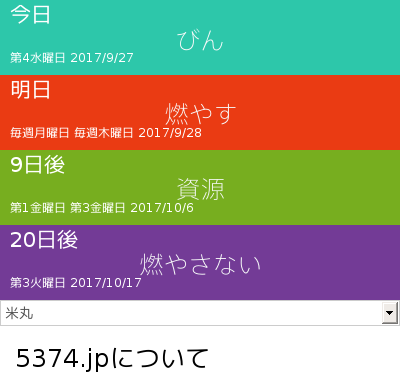 今日
びん
第4水曜日 2017/9/27
明日
燃やす
毎週月曜日 毎週木曜日 2017/9/28
9日後
資源
第1金曜日 第3金曜日 2017/10/6
20日後
燃やさない
第3火曜日 2017/10/17
米丸
5374.jpについて